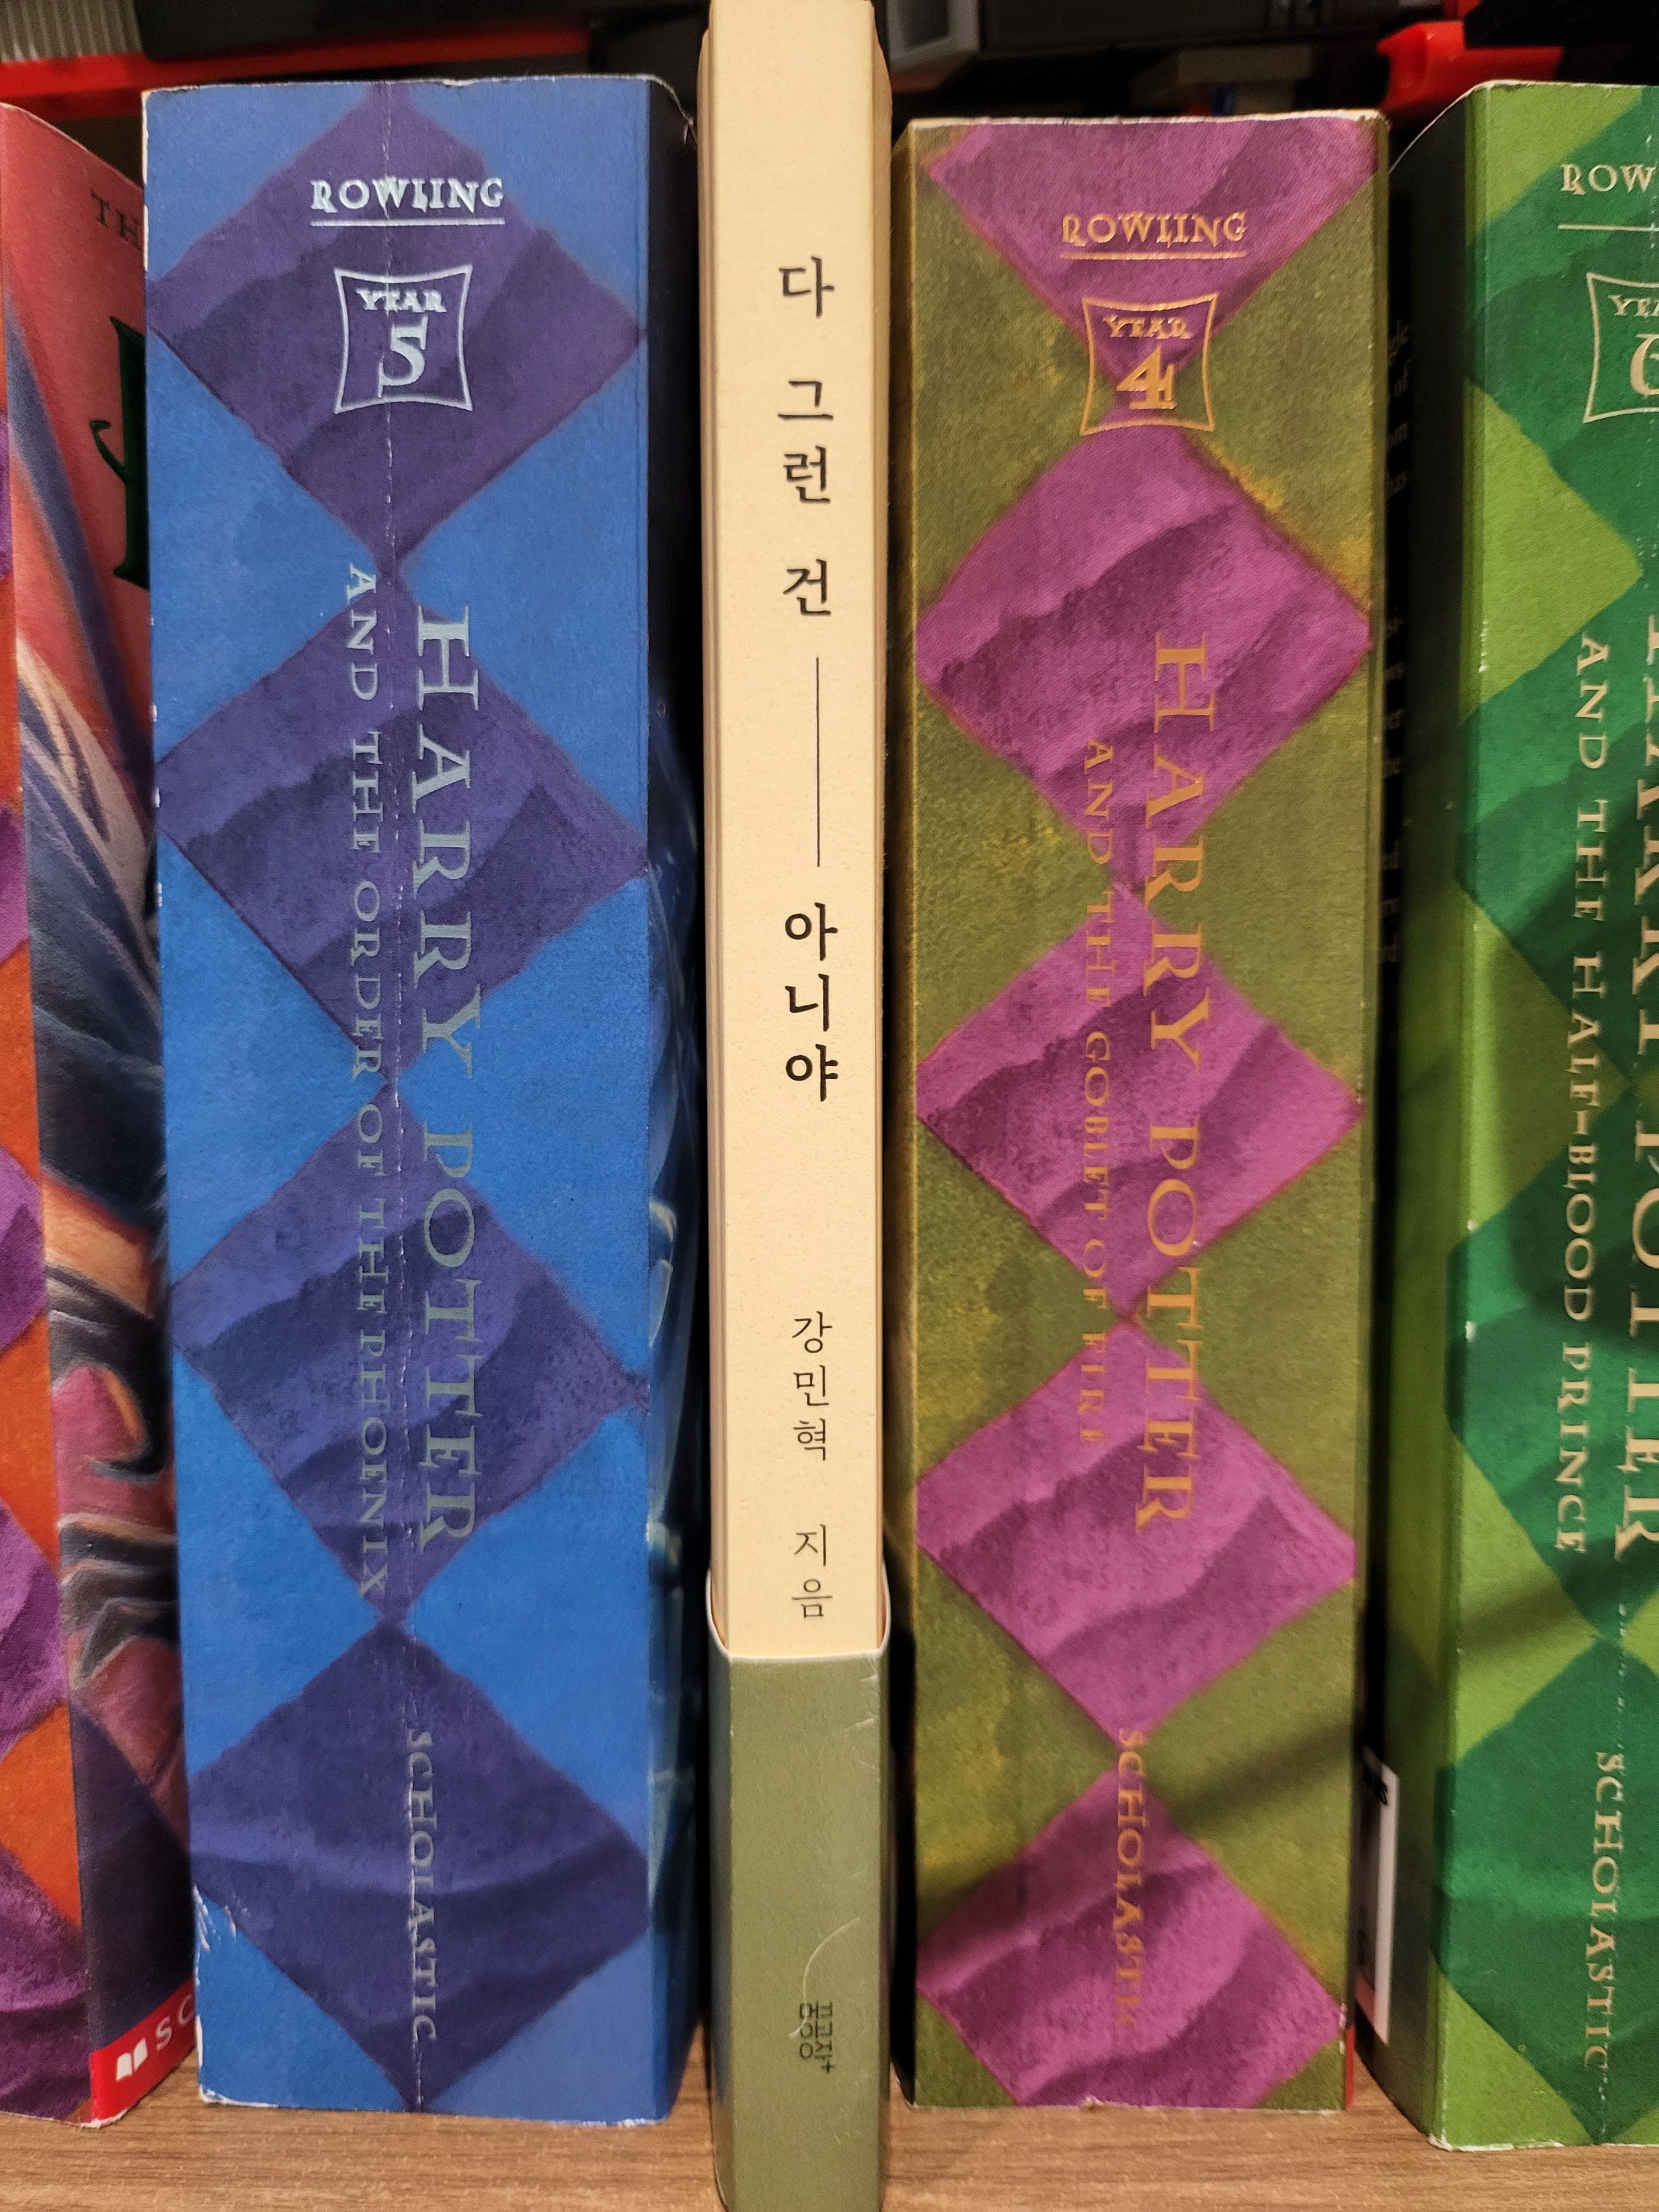 ROWLING
YEAR
5
HARRY POTTER
AND THE ORDER OF THE PHOENIX
SCHOLASTIC
다 그런 건 — 아니야
강민혁 지음
ROWLING
YEAR
4
HARRY POTTER
AND THE GOBLET OF FIRE
SCHOLASTIC
HARRY POTTER
AND THE HALF-BLOOD PRINCE
SCHOLASTIC